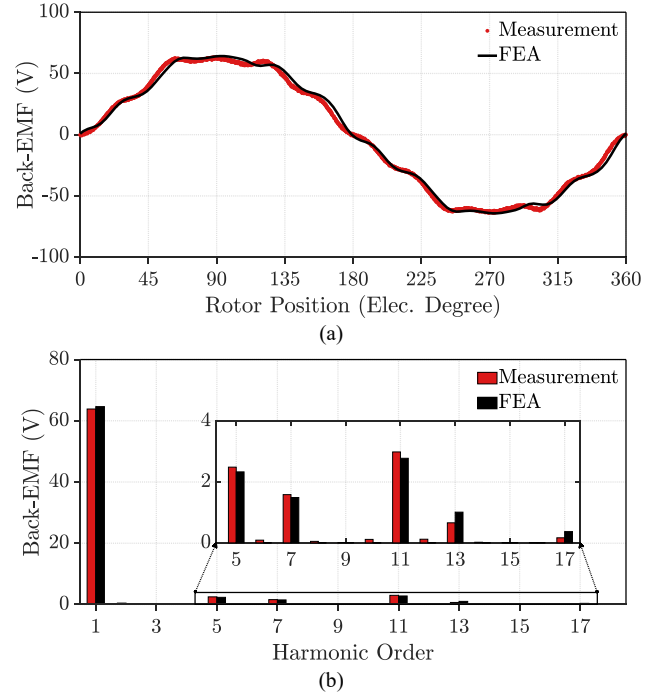 100
50
0
-50
-100
Back-EMF (V)
Measurement
FEA
0 45 90 135 180 225 270 315 360
Rotor Position (Elec. Degree)
(a)
80
60
40
20
0
Back-EMF (V)
Measurement
FEA
4
2
0
5 7 9 11 13 15 17
1 3 5 7 9 11 13 15 17
Harmonic Order
(b)